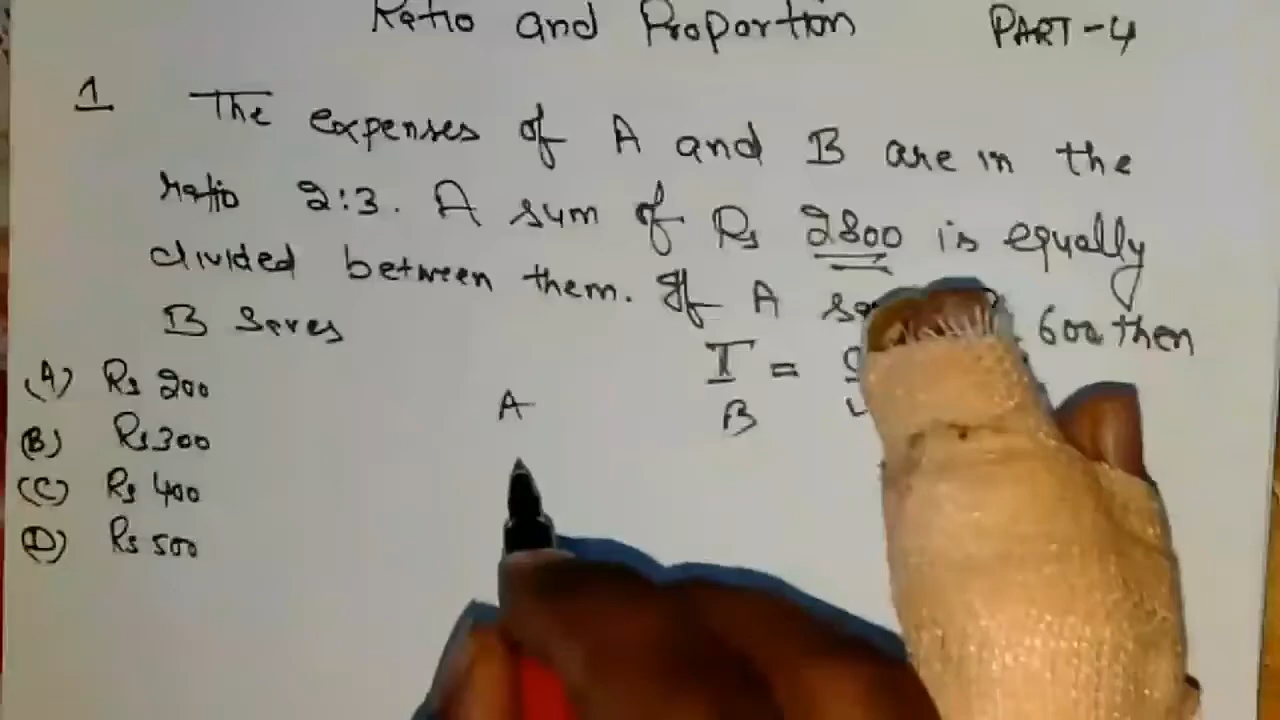 Ratio and Proportion PART-4
1 The expenses of A and B are in the
ratio 2:3. A sum of Rs 2800 is equally
divided between them. If A 600 then
B Saves
I =
(A) Rs 200
A B
(B) Rs 300
(C) Rs 400
(D) Rs 500